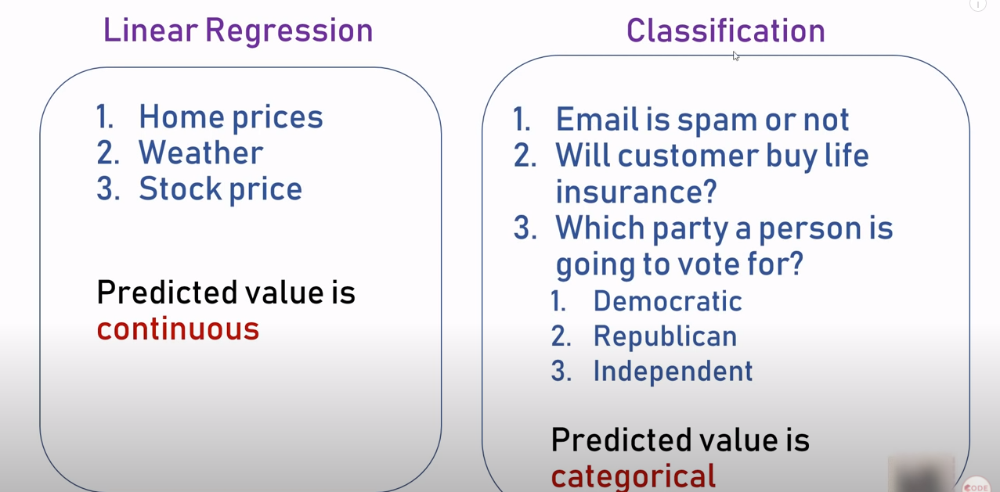 Linear Regression
1. Home prices
2. Weather
3. Stock price
Predicted value is
continuous
Classification
1. Email is spam or not
2. Will customer buy life
insurance?
3. Which party a person is
going to vote for?
1. Democratic
2. Republican
3. Independent
Predicted value is
categorical
CODE